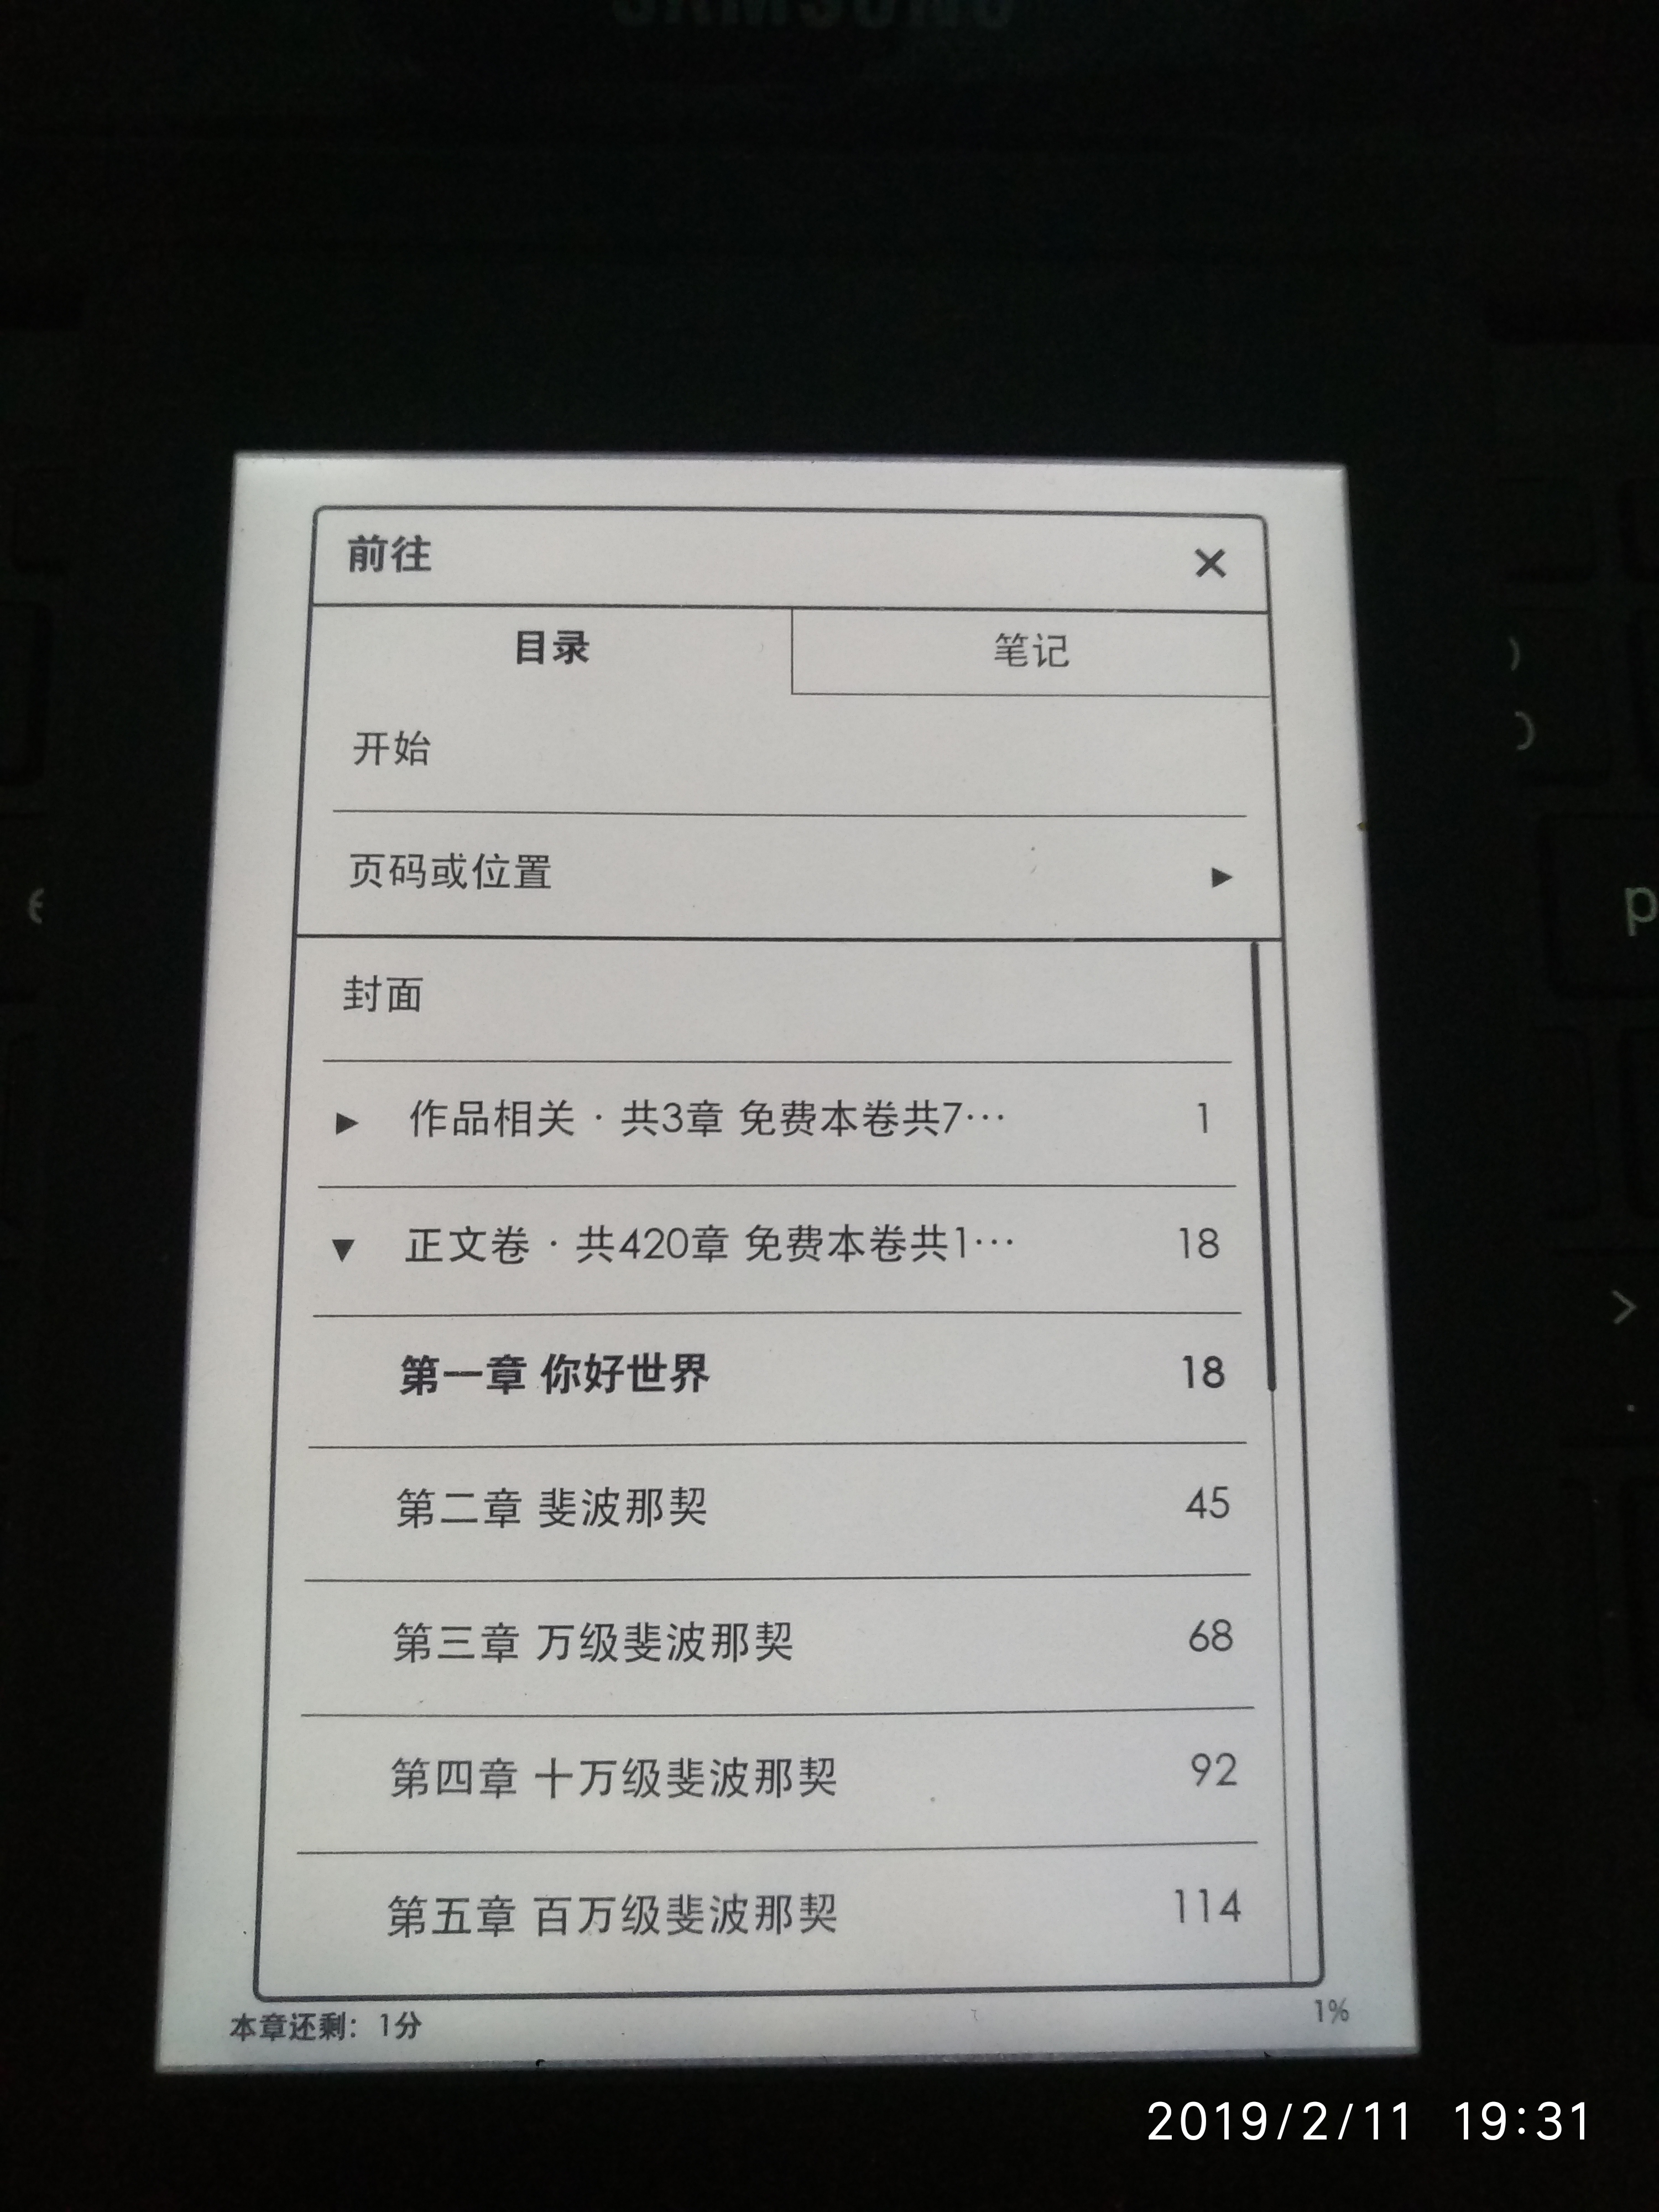 SAMSUNG
前往 ×
目录 笔记
开始
页码或位置 ▶
封面
▶ 作品相关 · 共3章 免费本卷共7… 1
▼ 正文卷 · 共420章 免费本卷共1… 18
第一章 你好世界 18
第二章 斐波那契 45
第三章 万级斐波那契 68
第四章 十万级斐波那契 92
第五章 百万级斐波那契 114
本章还剩：1分 1%
p
>
.
2019/2/11 19:31